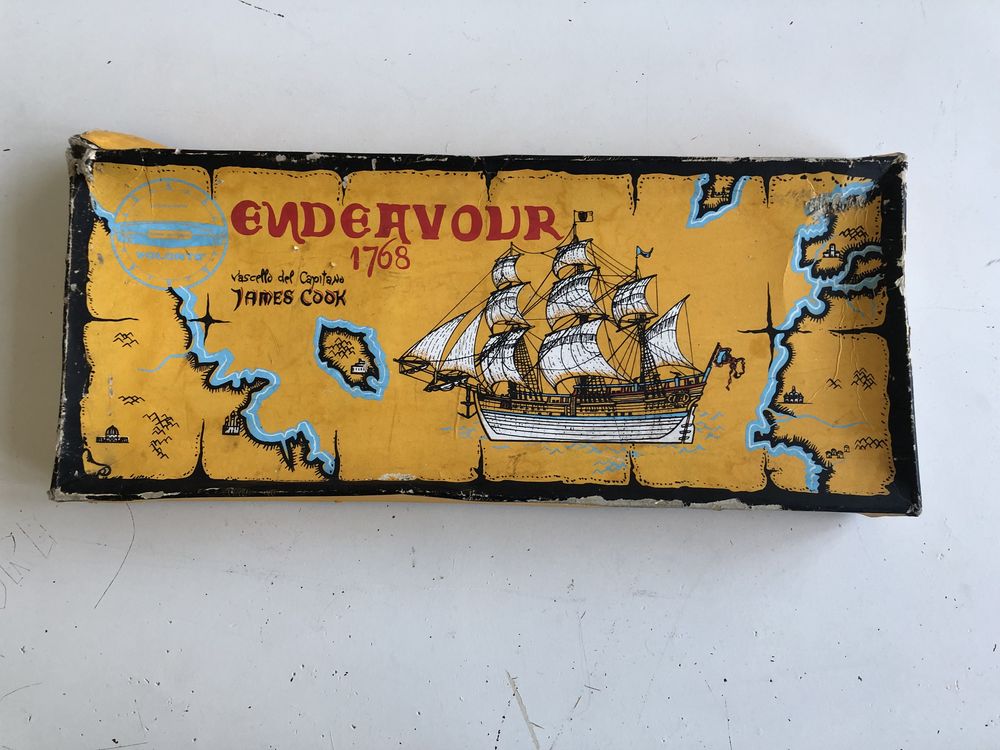 ENDEAVOUR
1768
vascello del Capitano
JAMES COOK